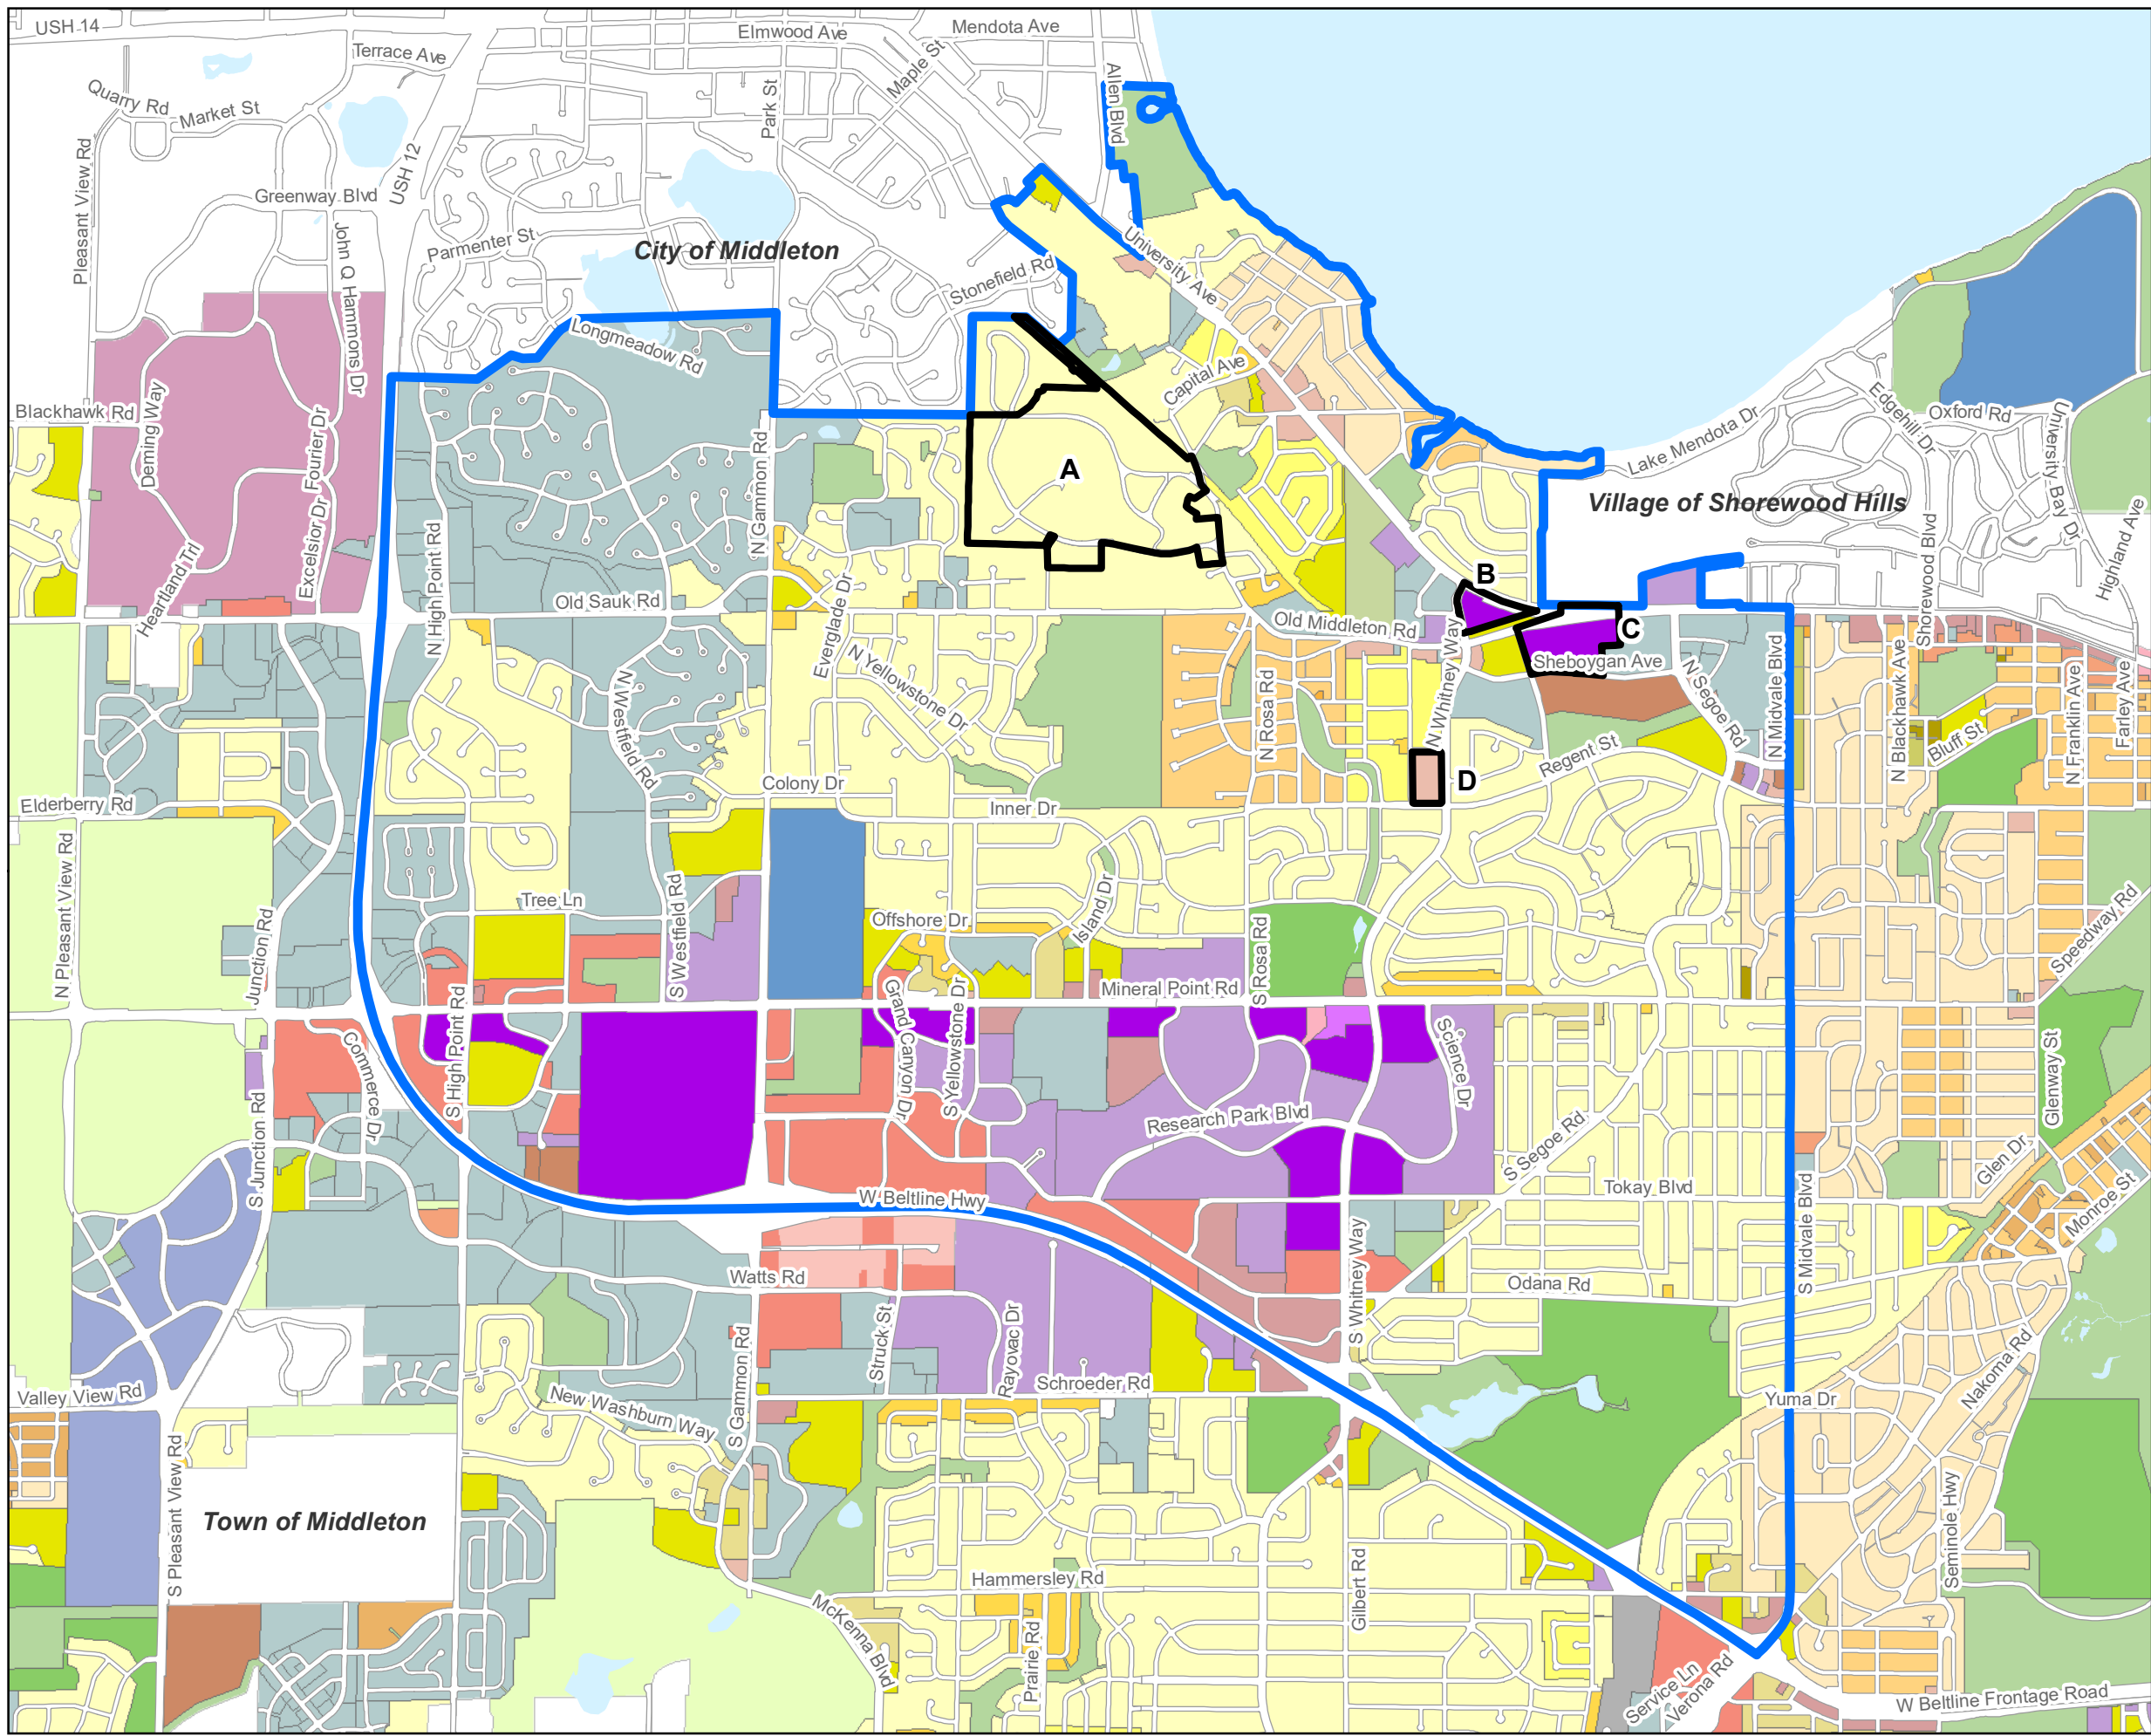 USH 14
Elmwood Ave
Mendota Ave
Terrace Ave
Maple St
Allen Blvd
Quarry Rd
Market St
Park St
USH 12
Pleasant View Rd
Greenway Blvd
John Q Hammons Dr
Parmenter St
City of Middleton
University Ave
Stonefield Rd
Longmeadow Rd
Capital Ave
Blackhawk Rd
Deming Way
Fourier Dr
Excelsior Dr
Heartland Trl
N High Point Rd
N Gammon Rd
A
Lake Mendota Dr
Edgehill Dr
Oxford Rd
University Bay Dr
Highland Ave
Village of Shorewood Hills
Shorewood Blvd
Old Sauk Rd
Everglade Dr
N Yellowstone Dr
N Westfield Rd
Old Middleton Rd
B
C
Sheboygan Ave
N Whitney Way
N Rosa Rd
N Segoe Rd
N Midvale Blvd
N Blackhawk Ave
Bluff St
N Franklin Ave
Farley Ave
D
Regent St
Elderberry Rd
Colony Dr
Inner Dr
N Pleasant View Rd
Junction Rd
Tree Ln
S Westfield Rd
Offshore Dr
Island Dr
S Rosa Rd
Speedway Rd
Mineral Point Rd
S High Point Rd
Commerce Dr
Grand Canyon Dr
S Yellowstone Dr
Science Dr
Research Park Blvd
Glenway St
S Junction Rd
S Segoe Rd
Glen Dr
Monroe St
Tokay Blvd
W Beltline Hwy
S Midvale Blvd
S Whitney Way
Watts Rd
Odana Rd
Struck St
Rayovac Dr
S Gammon Rd
Schroeder Rd
Valley View Rd
New Washburn Way
Yuma Dr
Nakoma Rd
S Pleasant View Rd
Town of Middleton
Seminole Hwy
Hammersley Rd
McKenna Blvd
Prairie Rd
Gilbert Rd
Service Ln
Verona Rd
W Beltline Frontage Road